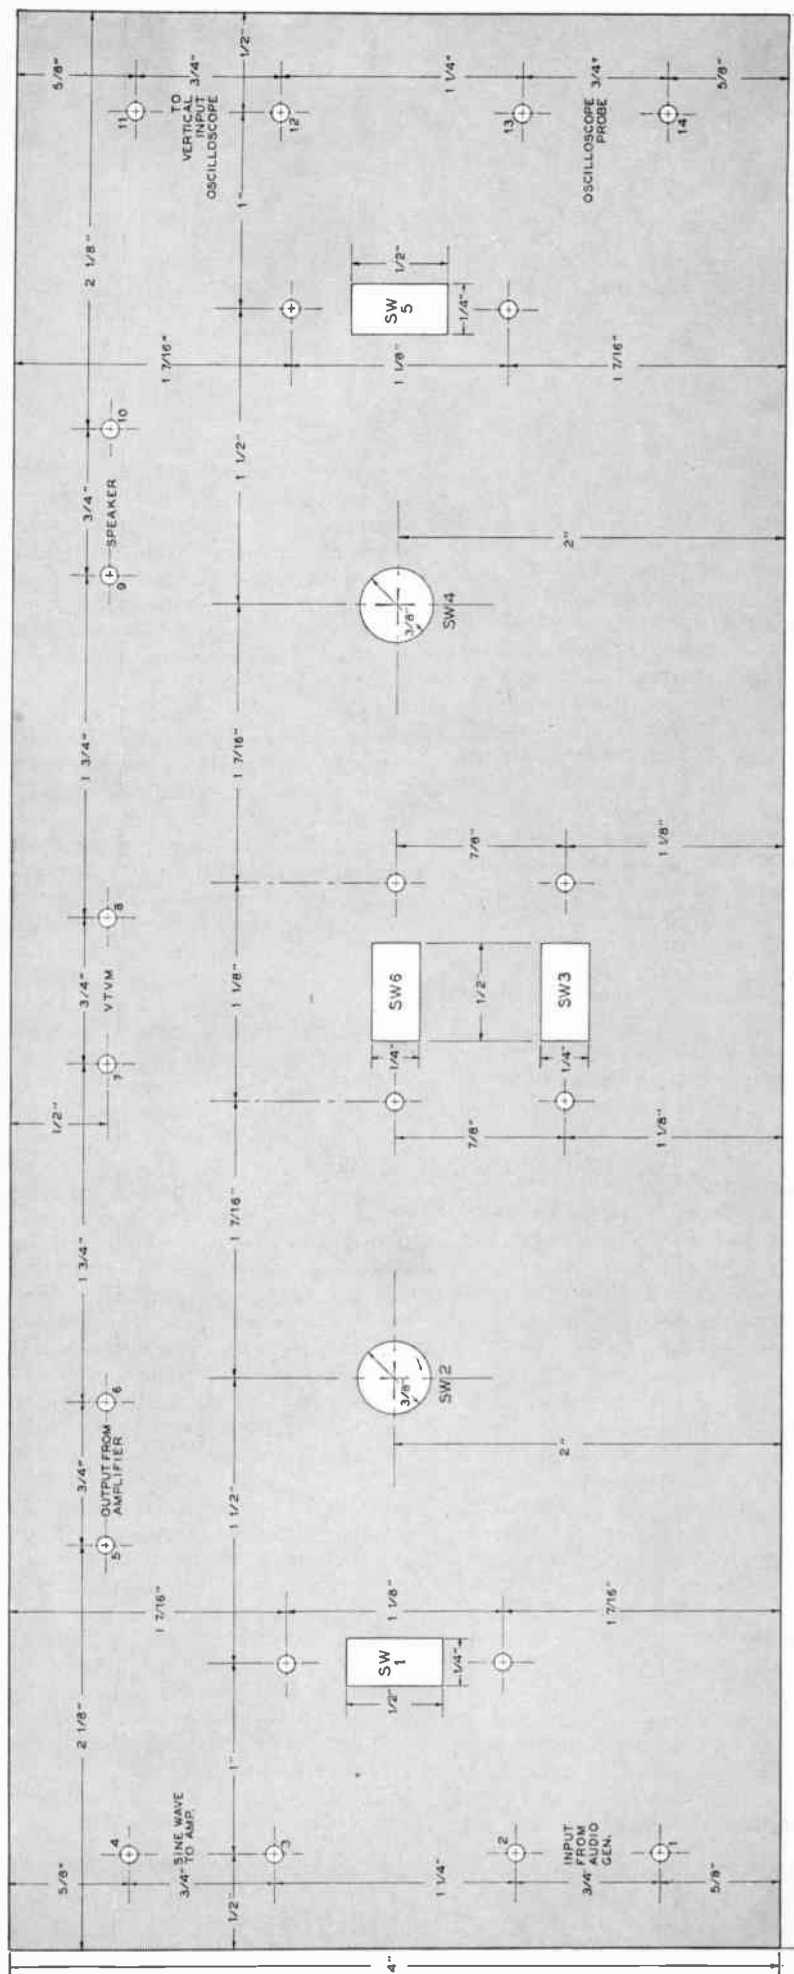 5/8"
3/4"
1 1/4"
3/4"
5/8"
1/2"
11
TO
VERTICAL
INPUT
OSCILLOSCOPE
12
13
OSCILLOSCOPE
PROBE
14
2 1/8"
1"
1/2"
SW
5
1/4"
1 7/16"
1 1/8"
1 7/16"
10
3/4"
SPEAKER
9
1 1/2"
2"
3/8"
SW4
1 3/4"
1 7/16"
7/8"
1 1/8"
8
3/4"
VTVM
7
1 1/8"
SW6
1/2"
SW3
1/4"
1/4"
1/2"
7/8"
1 1/8"
1 3/4"
1 7/16"
3/8"
SW2
2"
6
3/4"
OUTPUT FROM
AMPLIFIER
5
1 1/2"
1 7/16"
1 1/8"
1 7/16"
SW
1
1/4"
1/2"
2 1/8"
1"
4
SINE WAVE
TO AMP.
3
2
INPUT
FROM
AUDIO
GEN.
1
5/8"
3/4"
1/2"
1 1/4"
3/4"
5/8"
4"